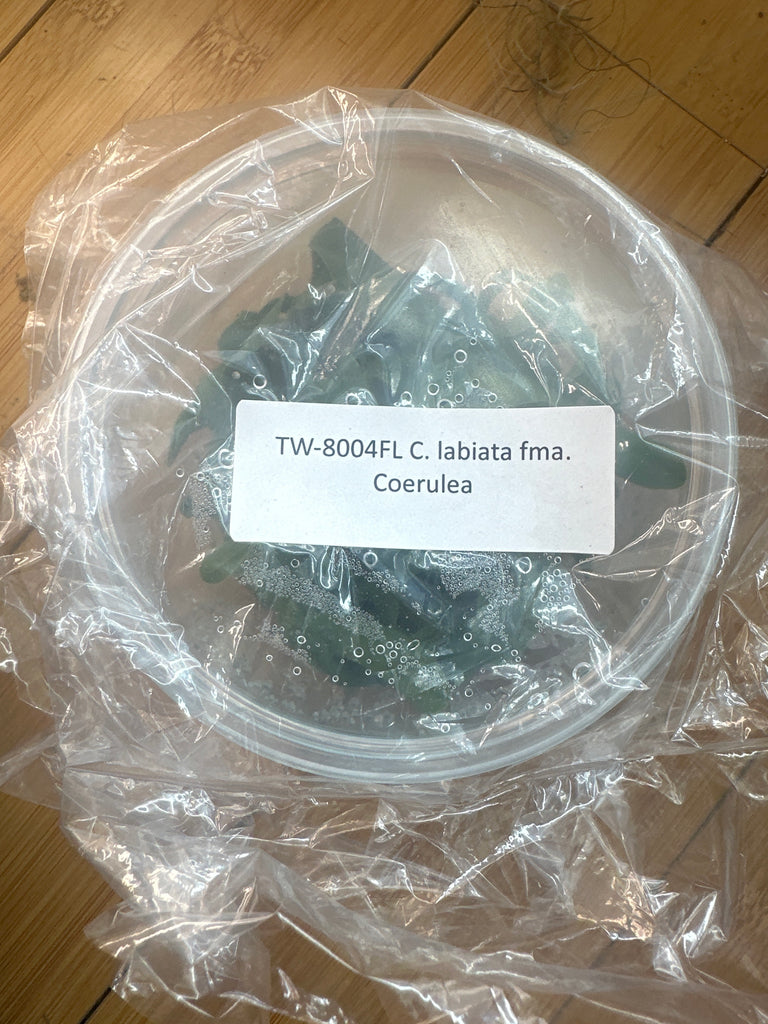 TW-8004FL C. labiata fma.
Coerulea